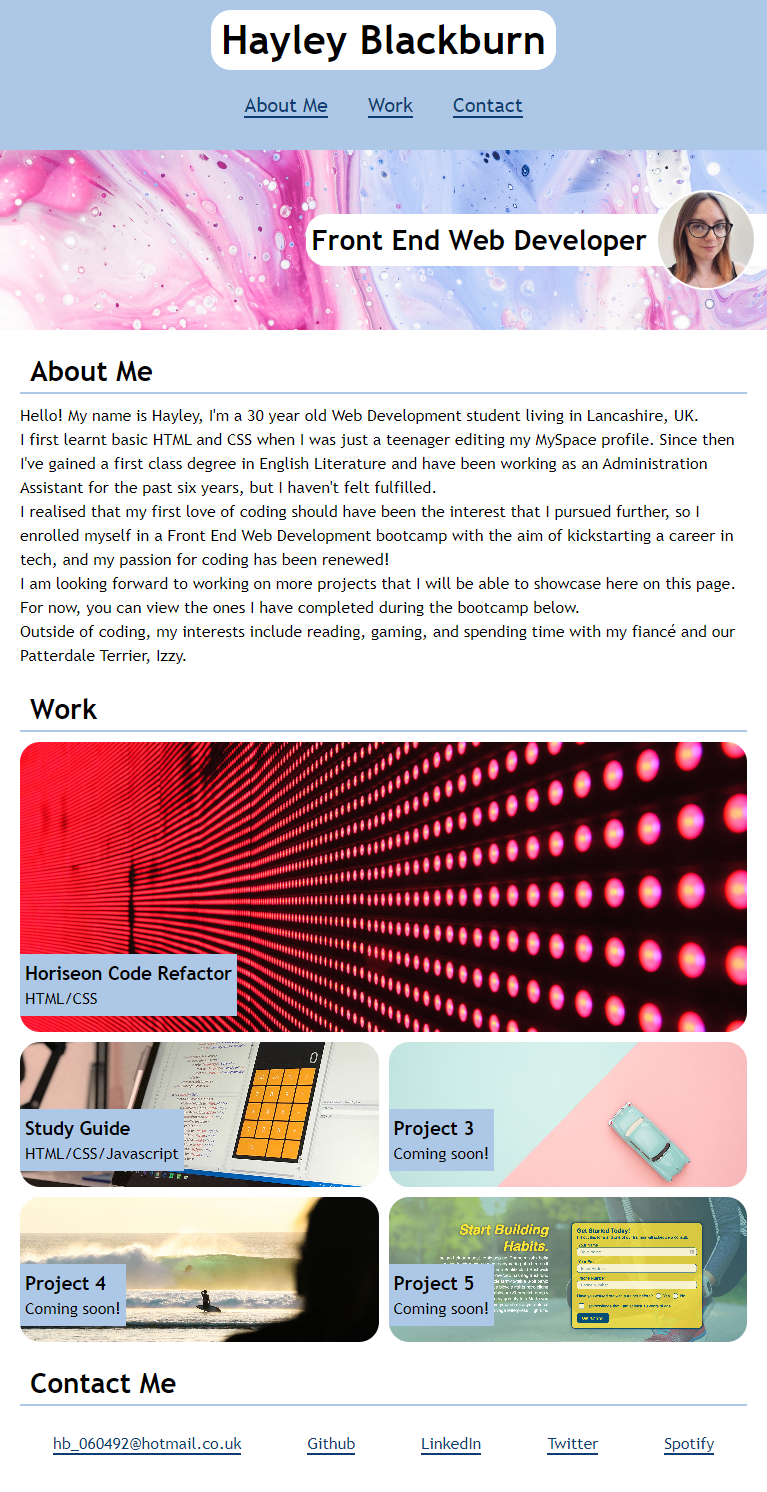 Hayley Blackburn
About Me Work Contact
Front End Web Developer
About Me
Hello! My name is Hayley, I'm a 30 year old Web Development student living in Lancashire, UK.
I first learnt basic HTML and CSS when I was just a teenager editing my MySpace profile. Since then
I've gained a first class degree in English Literature and have been working as an Administration
Assistant for the past six years, but I haven't felt fulfilled.
I realised that my first love of coding should have been the interest that I pursued further, so I
enrolled myself in a Front End Web Development bootcamp with the aim of kickstarting a career in
tech, and my passion for coding has been renewed!
I am looking forward to working on more projects that I will be able to showcase here on this page.
For now, you can view the ones I have completed during the bootcamp below.
Outside of coding, my interests include reading, gaming, and spending time with my fiancé and our
Patterdale Terrier, Izzy.
Work
Horiseon Code Refactor
HTML/CSS
0
Study Guide
HTML/CSS/Javascript
Project 3
Coming soon!
Project 4
Coming soon!
Start Building
Habits.
Get Started Today!
Project 5
Coming soon!
Contact Me
hb_060492@hotmail.co.uk Github LinkedIn Twitter Spotify